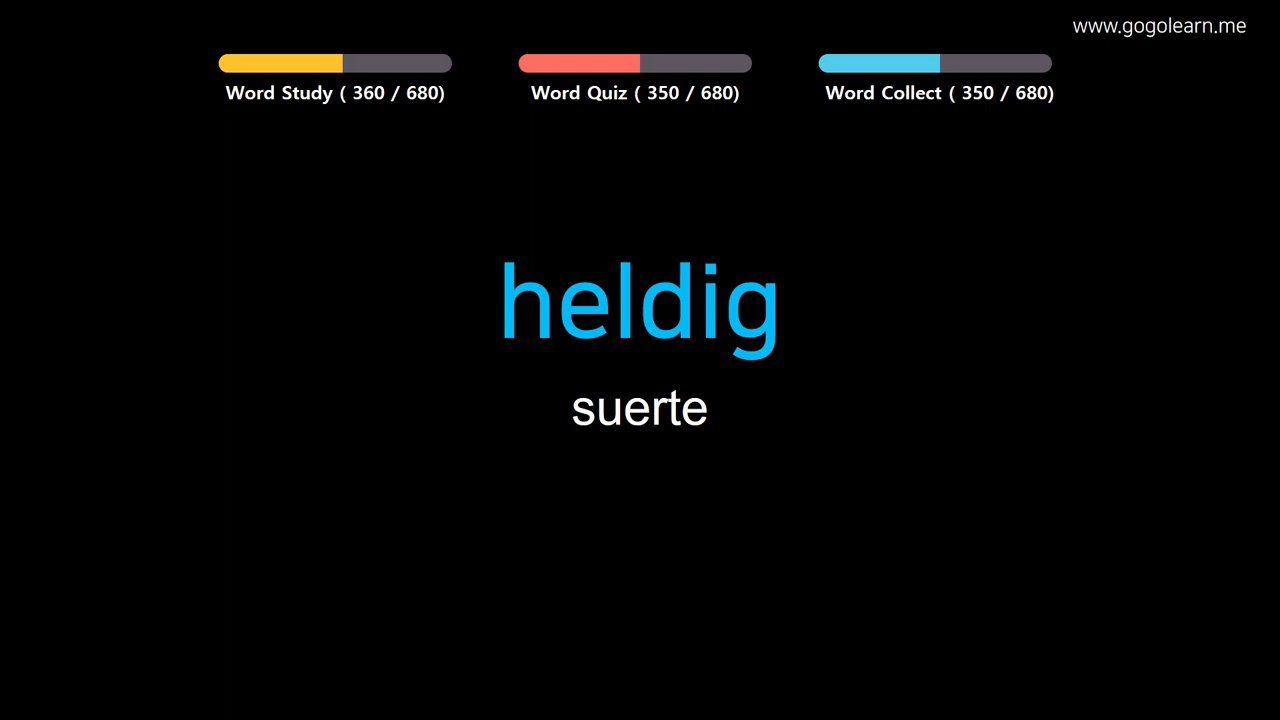 www.gogolearn.me
Word Study ( 360 / 680)
Word Quiz ( 350 / 680)
Word Collect ( 350 / 680)
heldig
suerte